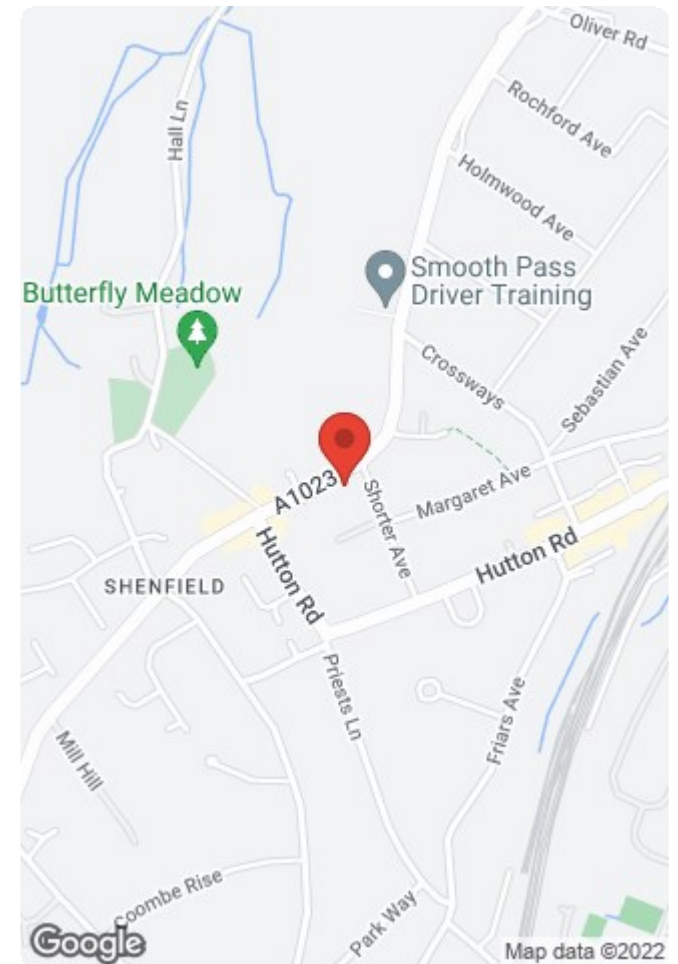 Oliver Rd
Rochford Ave
Hall Ln
Holmwood Ave
Smooth Pass
Driver Training
Butterfly Meadow
Crossways
Sebastian Ave
A1023
Shorter Ave
Margaret Ave
Hutton Rd
Hutton Rd
SHENFIELD
Priests Ln
Friars Ave
Mill Hill
Coombe Rise
Park Way
Google
Map data ©2022